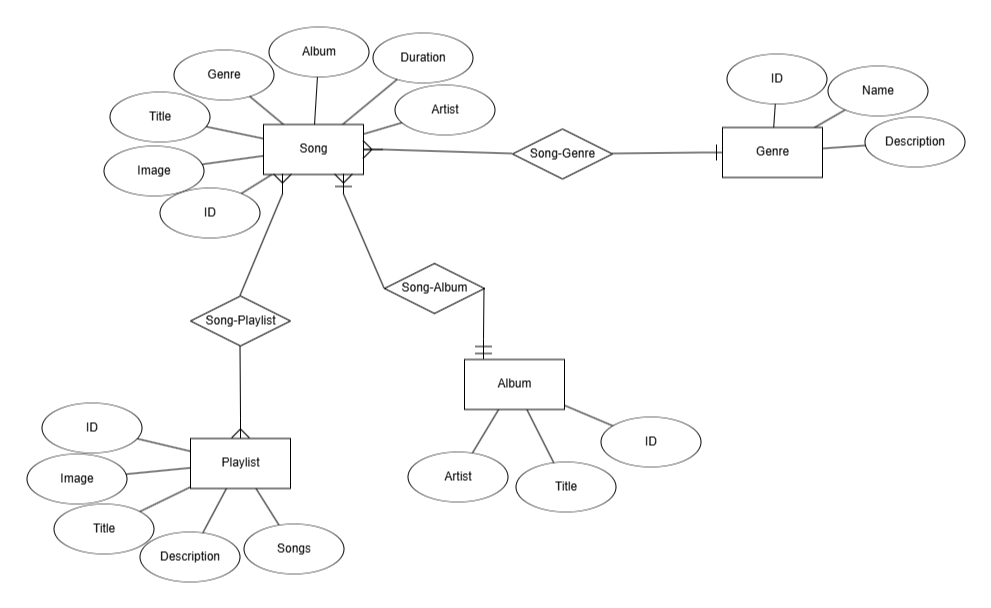 Album
Duration
Genre
Artist
Title
Song
Image
ID
Song-Genre
ID
Name
Genre
Description
Song-Album
Song-Playlist
Album
Artist
Title
ID
ID
Playlist
Image
Title
Description
Songs